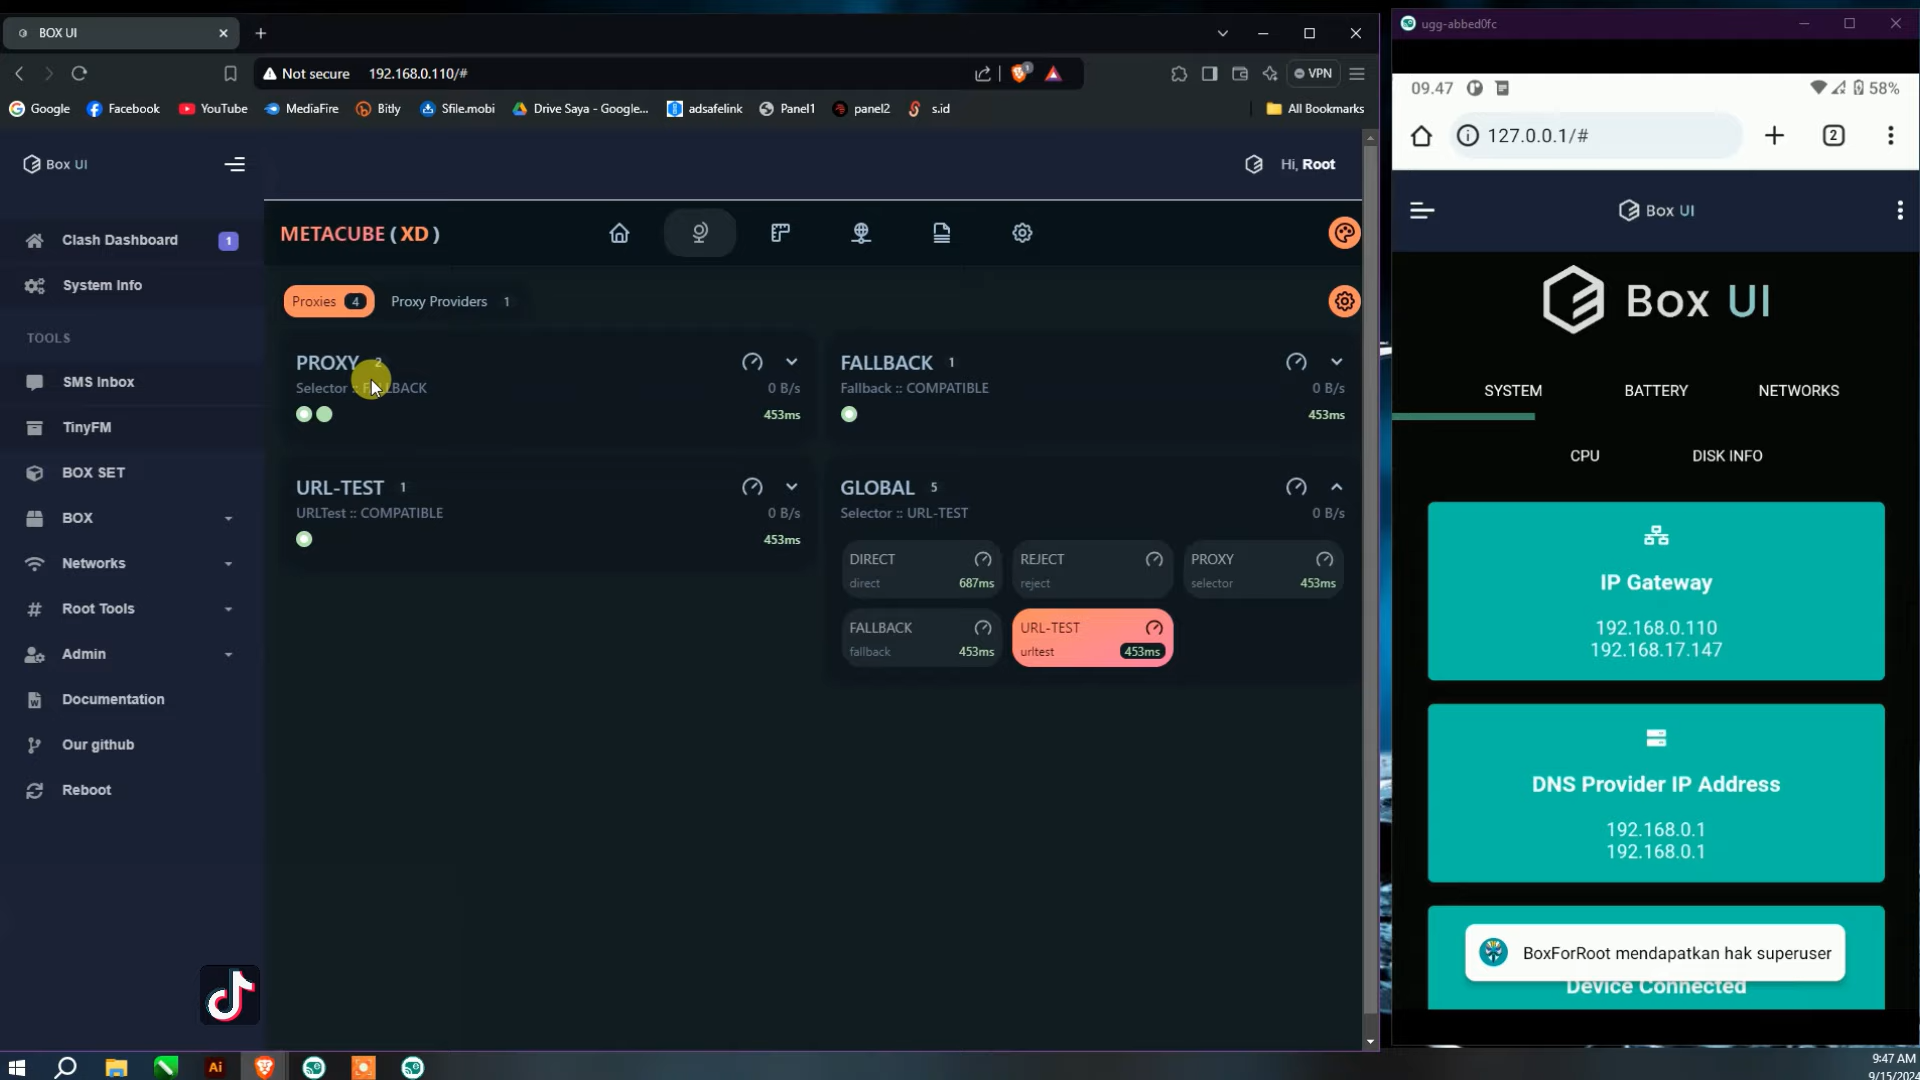 BOX UI
Not secure 192.168.0.110/#
VPN
Google
Facebook
YouTube
MediaFire
Bitly
Sfile.mobi
Drive Saya - Google...
adsafelink
Panel1
panel2
s.id
All Bookmarks
Box UI
Hi, Root
Clash Dashboard 1
System Info
TOOLS
SMS Inbox
TinyFM
BOX SET
BOX
Networks
Root Tools
Admin
Documentation
Our github
Reboot
METACUBE ( XD )
Proxies 4
Proxy Providers 1
PROXY 2
Selector :: FALLBACK 0 B/s
453ms
FALLBACK 1
Fallback :: COMPATIBLE 0 B/s
453ms
URL-TEST 1
URLTest :: COMPATIBLE 0 B/s
453ms
GLOBAL 5
Selector :: URL-TEST 0 B/s
DIRECT
direct 687ms
REJECT
reject
PROXY
selector 453ms
FALLBACK
fallback 453ms
URL-TEST
urltest 453ms
ugg-abbed0fc
09.47 58%
127.0.0.1/#
2
Box UI
Box UI
SYSTEM
BATTERY
NETWORKS
CPU
DISK INFO
IP Gateway
192.168.0.110
192.168.17.147
DNS Provider IP Address
192.168.0.1
192.168.0.1
BoxForRoot mendapatkan hak superuser
Device Connected
Ai
9:47 AM